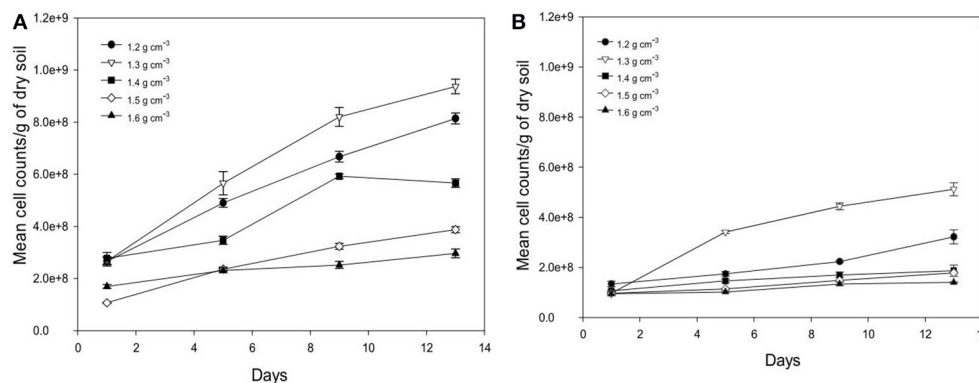 A
Mean cell counts/g of dry soil
1.2e+9
1.0e+9
8.0e+8
6.0e+8
4.0e+8
2.0e+8
0.0
1.2 g cm⁻³
1.3 g cm⁻³
1.4 g cm⁻³
1.5 g cm⁻³
1.6 g cm⁻³
0 2 4 6 8 10 12 14
Days
B
Mean cell counts/g of dry soil
1.2e+9
1.0e+9
8.0e+8
6.0e+8
4.0e+8
2.0e+8
0.0
1.2 g cm⁻³
1.3 g cm⁻³
1.4 g cm⁻³
1.5 g cm⁻³
1.6 g cm⁻³
0 2 4 6 8 10 12
Days